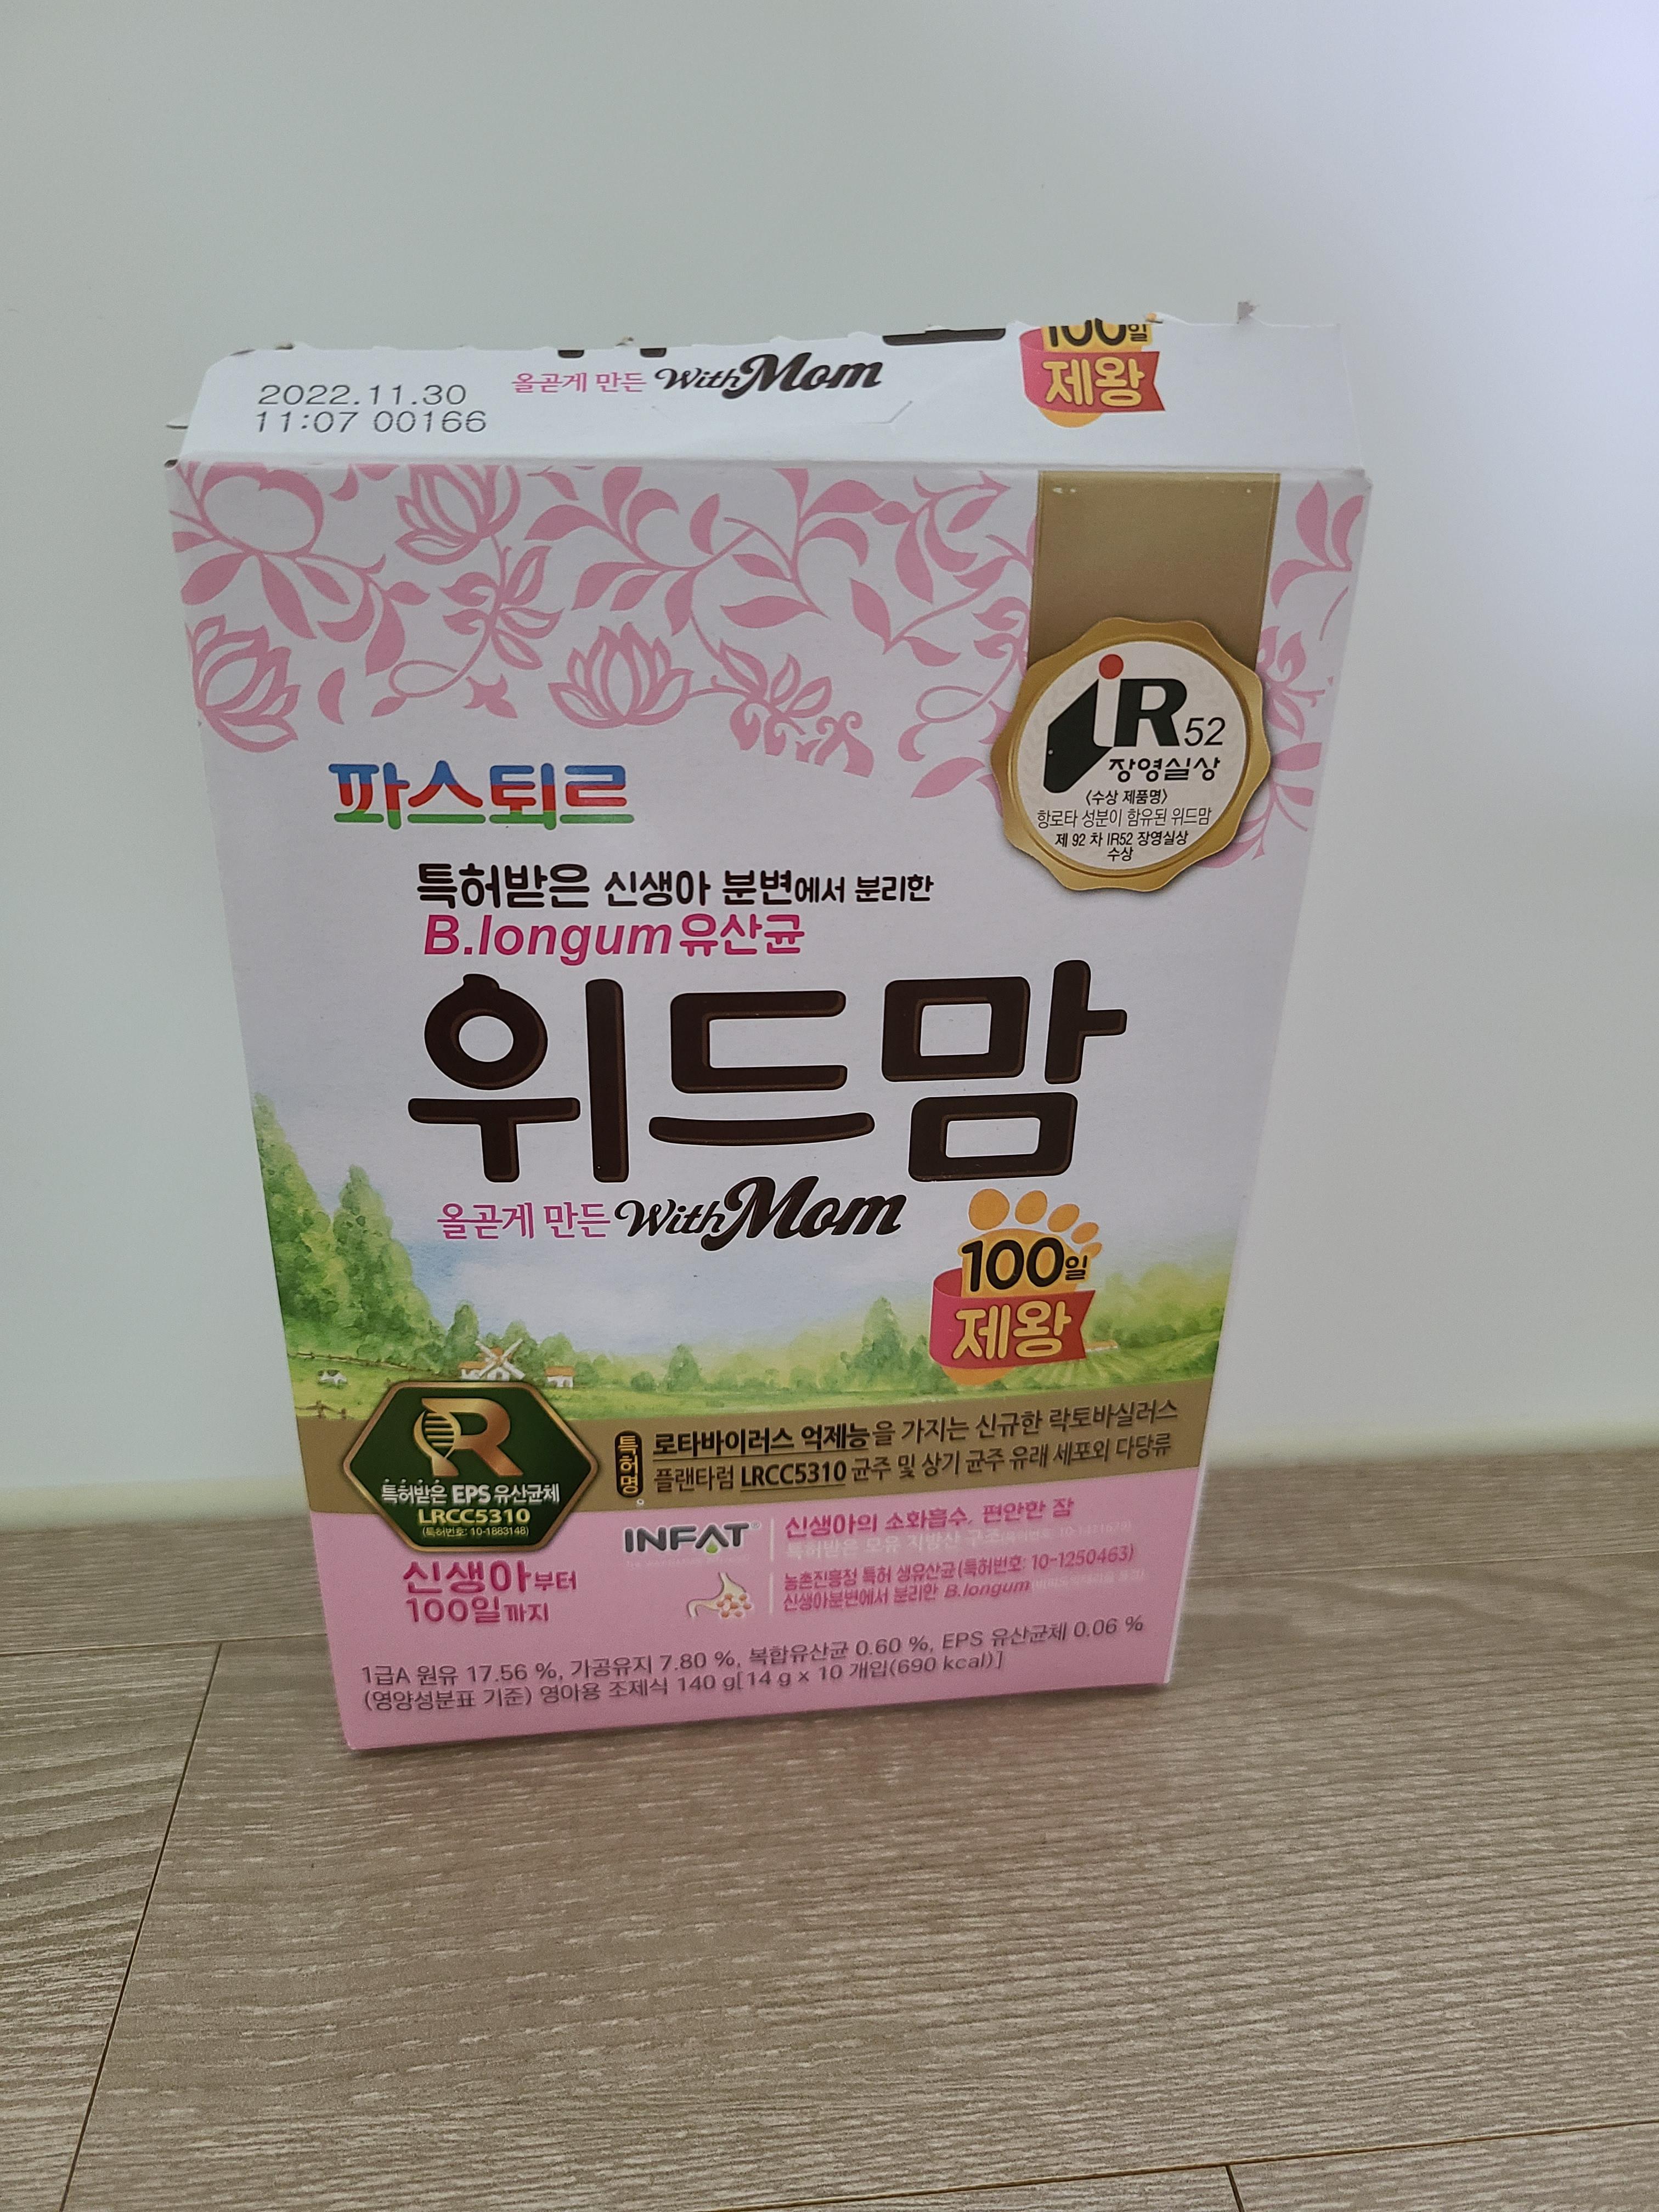 100일
제왕
올곧게 만든 With Mom
2022.11.30
11:07 00166
iR52
장영실상
〈수상 제품명〉
항로타 성분이 함유된 위드맘
제 92 차 IR52 장영실상
수상
파스퇴르
특허받은 신생아 분변에서 분리한
B.longum 유산균
위드맘
올곧게 만든 With Mom
100일
제왕
R
특허받은 EPS 유산균체
LRCC5310
(특허번호: 10-1883148)
특허명
로타바이러스 억제능을 가지는 신규한 락토바실러스
플랜타럼 LRCC5310 균주 및 상기 균주 유래 세포외 다당류
신생아부터
100일까지
INFAT®
신생아의 소화흡수, 편안한 잠
특허받은 모유 지방산 구조
농촌진흥청 특허 생유산균(특허번호: 10-1250463)
신생아분변에서 분리한 B.longum
1급A 원유 17.56 %, 가공유지 7.80 %, 복합유산균 0.60 %, EPS 유산균체 0.06 %
(영양성분표 기준) 영아용 조제식 140 g[14 g x 10 개입(690 kcal)]